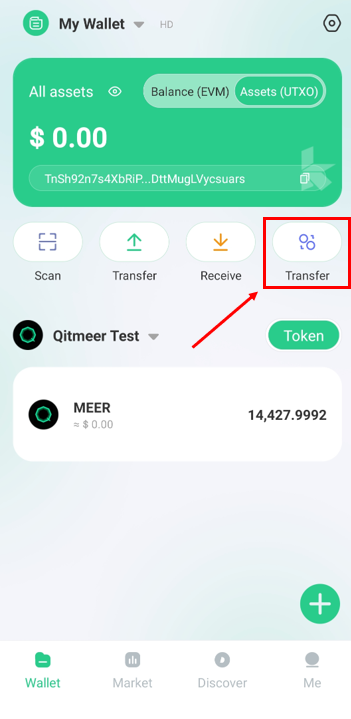 My Wallet HD
All assets Balance (EVM) Assets (UTXO)
$ 0.00
TnSh92n7s4XbRiP...DttMugLVycsuars
Scan Transfer Receive Transfer
Qitmeer Test Token
MEER 14,427.9992
≈ $ 0.00
Wallet Market Discover Me